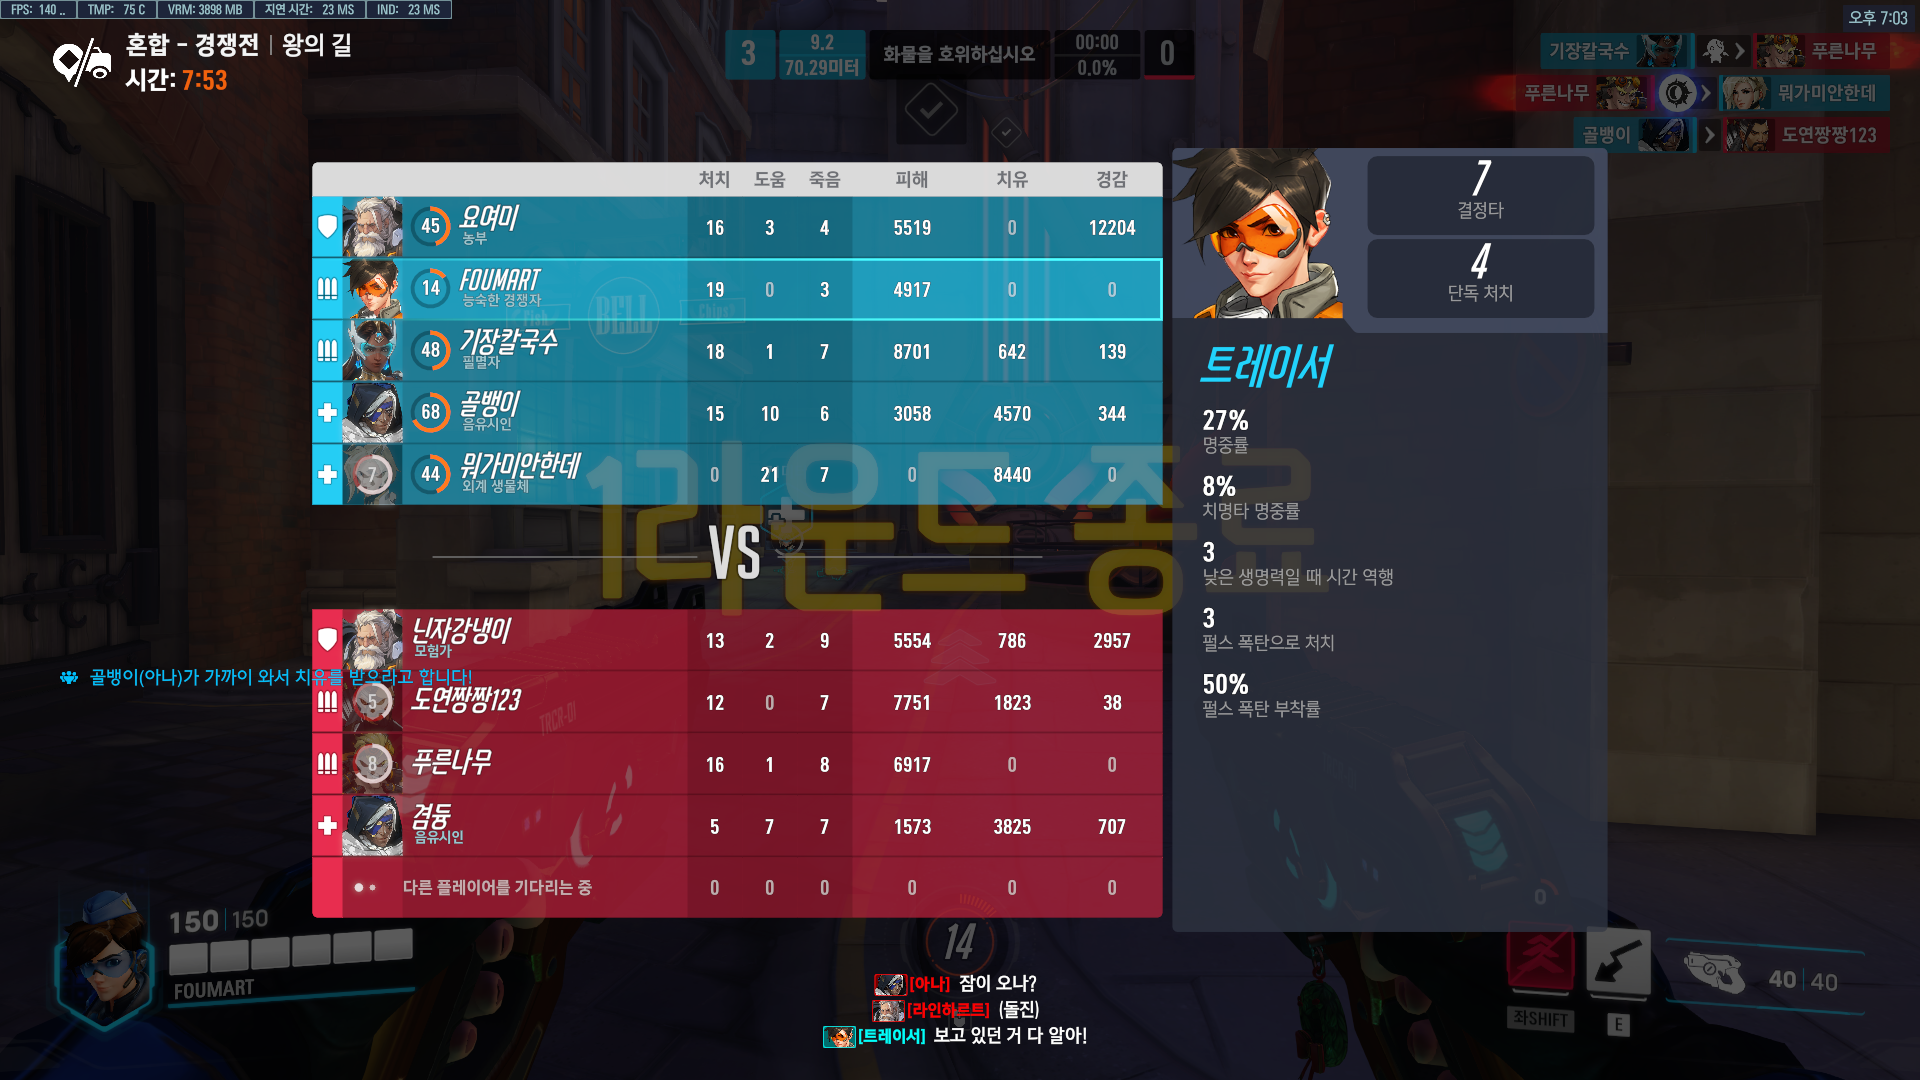 FPS: 140 ..
TMP: 75 C
VRM: 3898 MB
지연 시간: 23 MS
IND: 23 MS
오후 7:03
혼합 - 경쟁전 | 왕의 길
시간: 7:53
3
9.2
70.29미터
화물을 호위하십시오
00:00
0.0%
0
기장칼국수
푸른나무
푸른나무
뭐가미안한데
골뱅이
도연짱짱123
처치 도움 죽음 피해 치유 경감
45 요여미 16 3 4 5519 0 12204
농부
14 FOUMART 19 0 3 4917 0 0
능숙한 경쟁자
48 기장칼국수 18 1 7 8701 642 139
필멸자
68 골뱅이 15 10 6 3058 4570 344
음유시인
7 44 뭐가미안한데 0 21 7 0 8440 0
외계 생물체
1라운드 종료
VS
닌자강냉이 13 2 9 5554 786 2957
모험가
골뱅이(아나)가 가까이 와서 치유를 받으라고 합니다!
5 도연짱짱123 12 0 7 7751 1823 38
8 푸른나무 16 1 8 6917 0 0
겸듕 5 7 7 1573 3825 707
음유시인
다른 플레이어를 기다리는 중 0 0 0 0 0 0
7
결정타
4
단독 처치
트레이서
27%
명중률
8%
치명타 명중률
3
낮은 생명력일 때 시간 역행
3
펄스 폭탄으로 처치
50%
펄스 폭탄 부착률
BELL
TRCR-01
0
150 | 150
FOUMART
14
[아나] 잠이 오나?
[라인하르트] (돌진)
[트레이서] 보고 있던 거 다 알아!
좌SHIFT
E
40 | 40